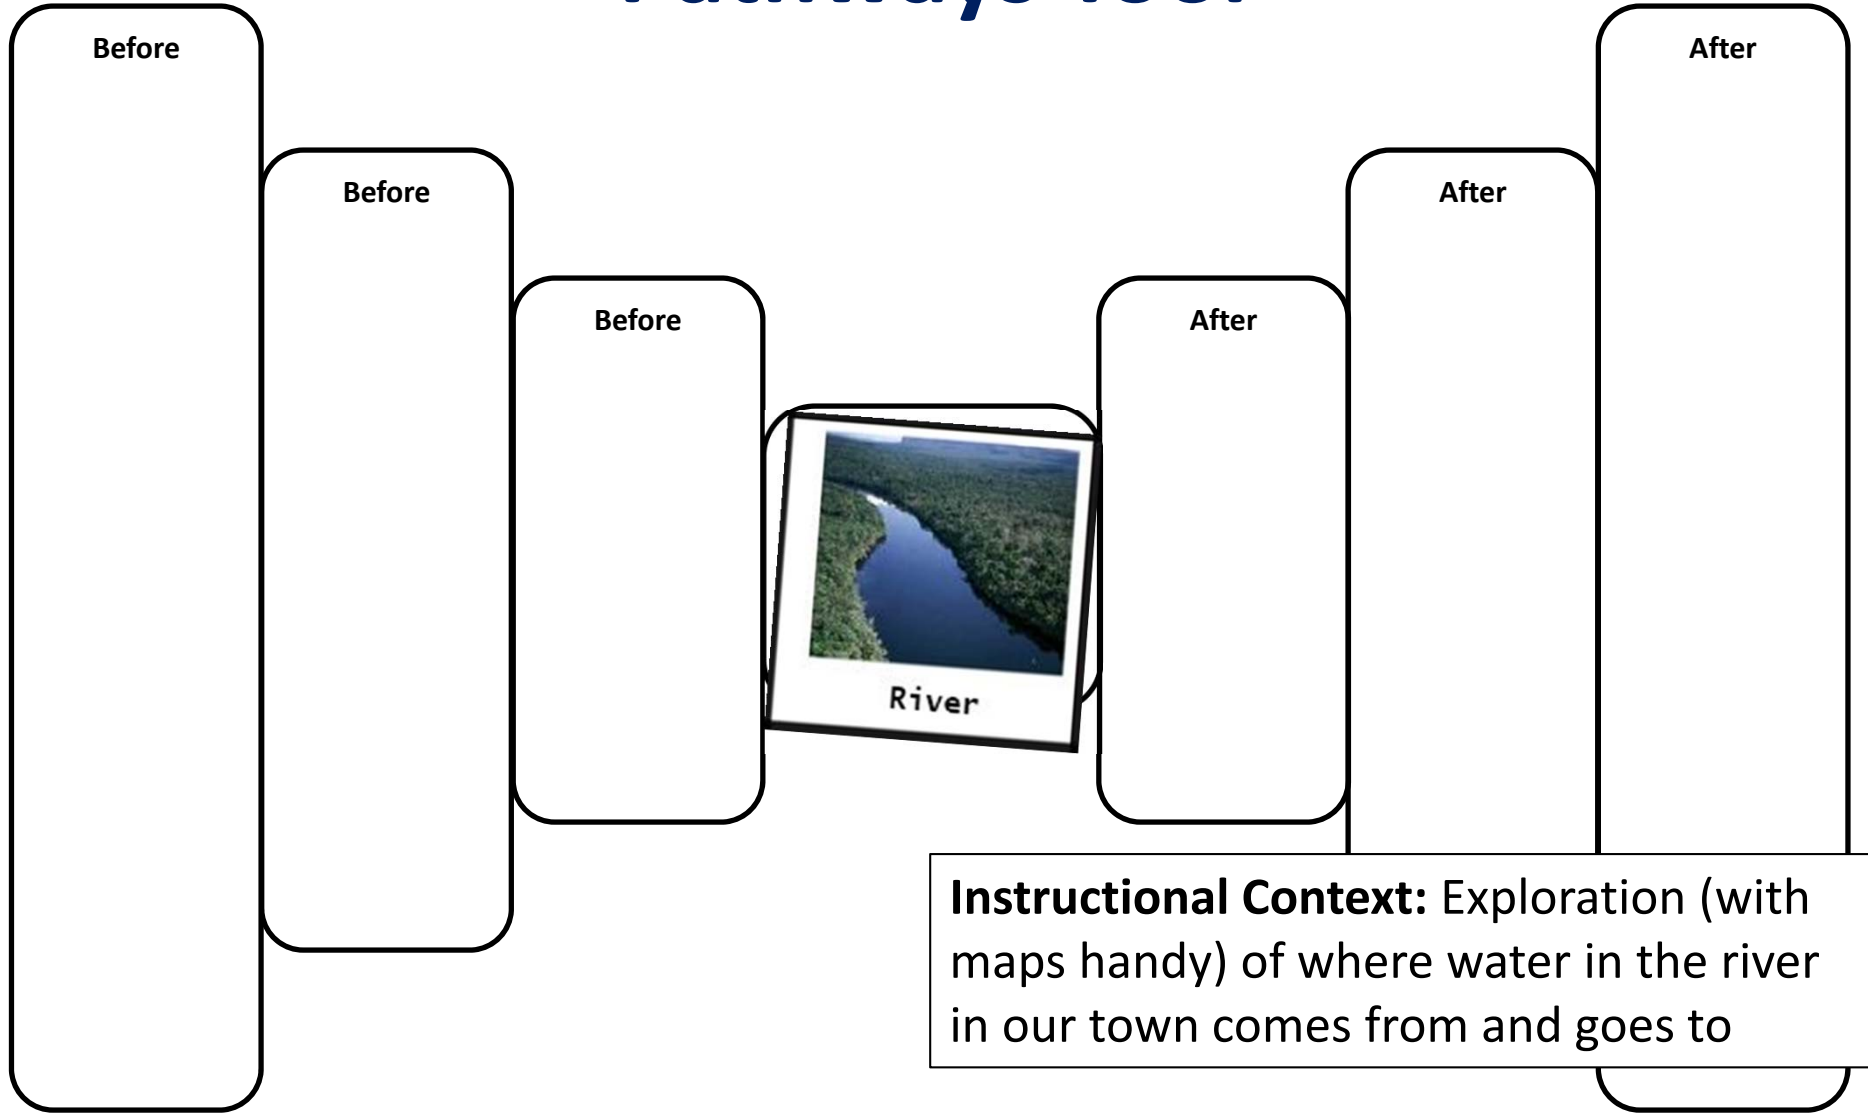 Before
After
Before
After
Before
After
River
Instructional Context: Exploration (with
maps handy) of where water in the river
in our town comes from and goes to